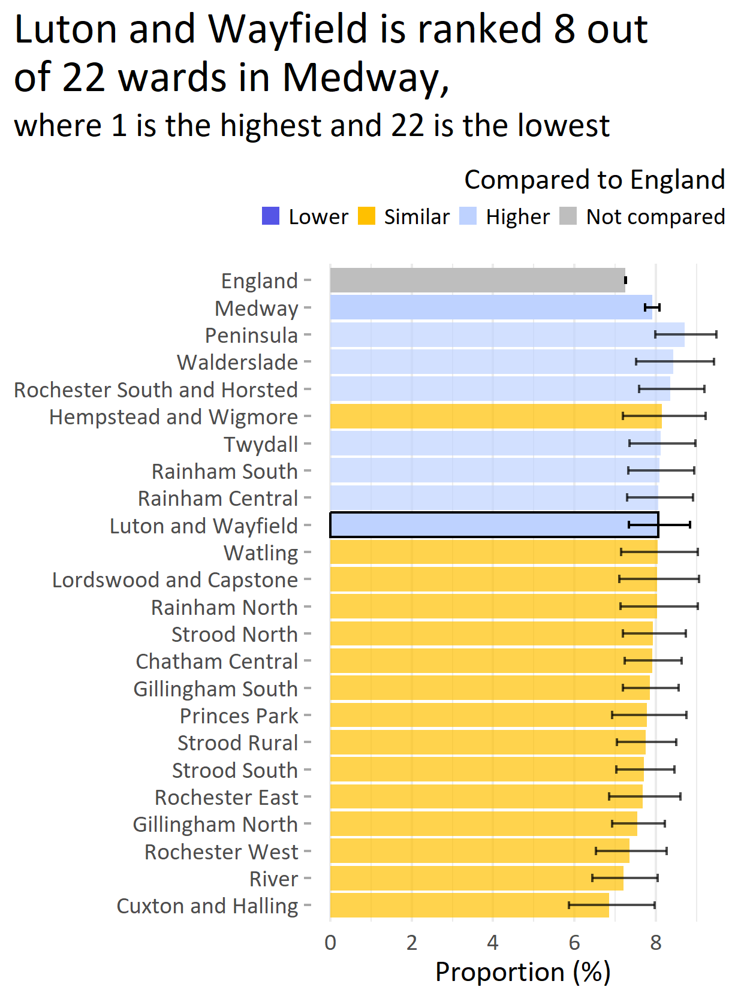 Luton and Wayfield is ranked 8 out
of 22 wards in Medway,
where 1 is the highest and 22 is the lowest
Compared to England
Lower Similar Higher Not compared
England
Medway
Peninsula
Walderslade
Rochester South and Horsted
Hempstead and Wigmore
Twydall
Rainham South
Rainham Central
Luton and Wayfield
Watling
Lordswood and Capstone
Rainham North
Strood North
Chatham Central
Gillingham South
Princes Park
Strood Rural
Strood South
Rochester East
Gillingham North
Rochester West
River
Cuxton and Halling
0 2 4 6 8
Proportion (%)